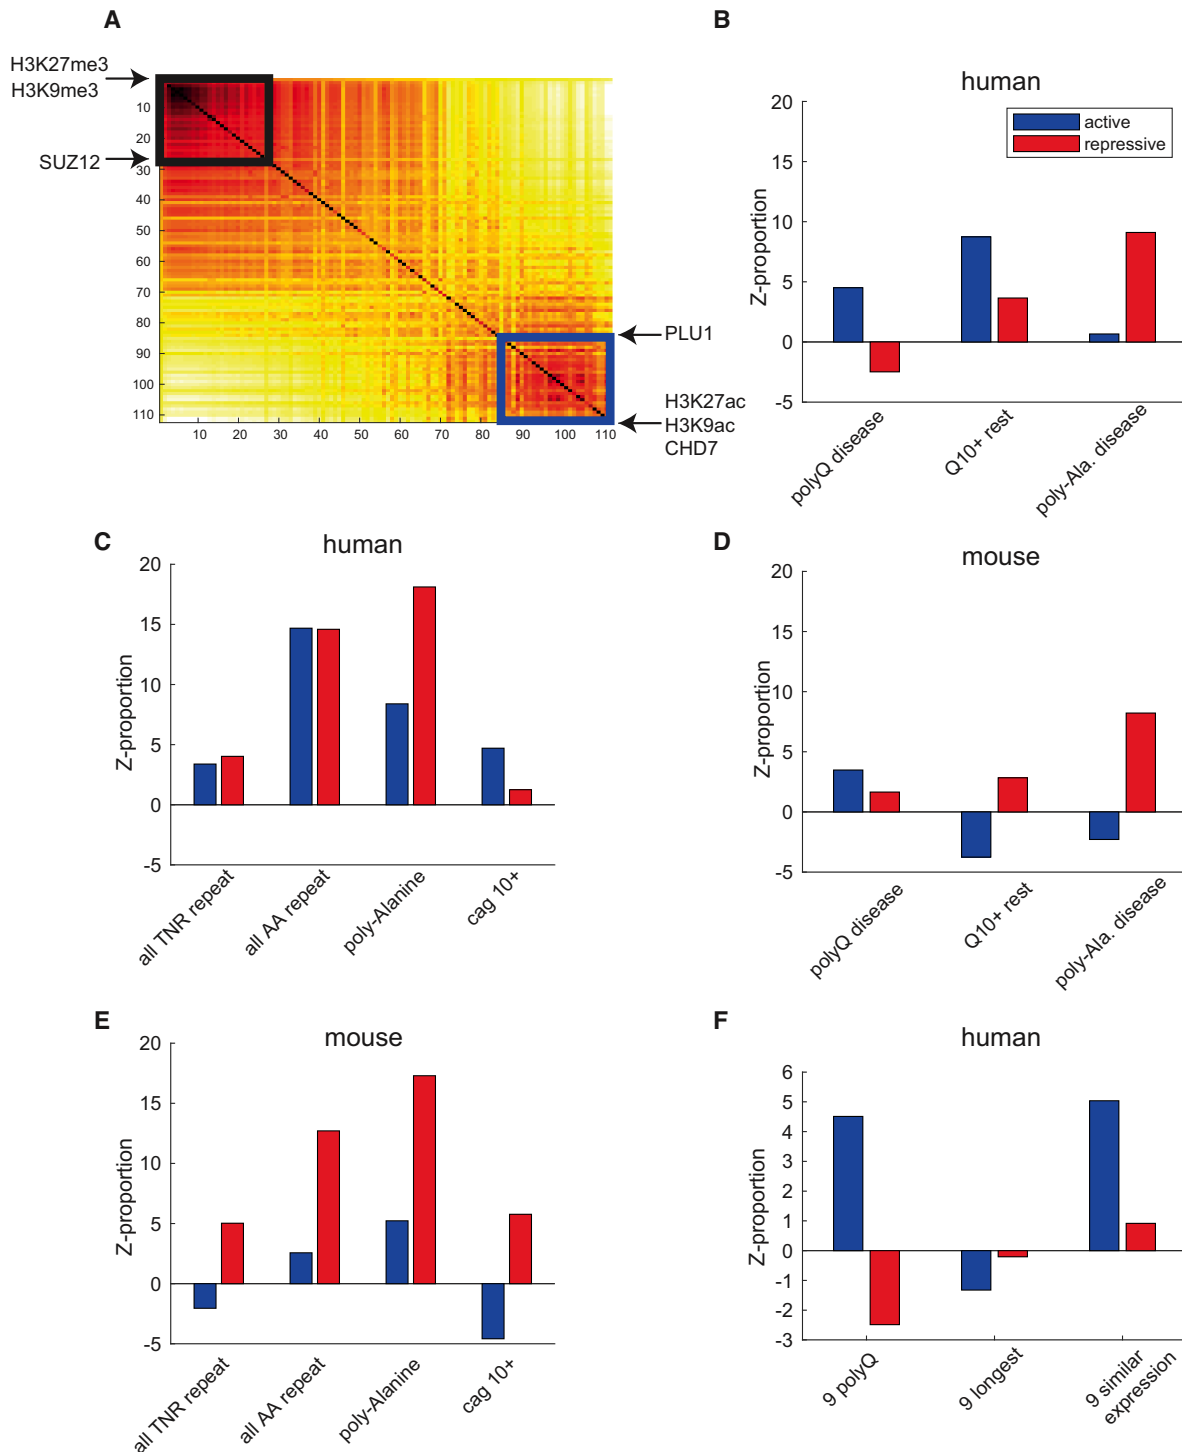 A
H3K27me3
H3K9me3
SUZ12
10
20
30
40
50
60
70
80
90
100
110
10 20 30 40 50 60 70 80 90 100 110
PLU1
H3K27ac
H3K9ac
CHD7
B
human
active
repressive
Z-proportion
20
15
10
5
0
-5
polyQ disease
Q10+ rest
poly-Ala. disease
C
human
Z-proportion
20
15
10
5
0
-5
all TNR repeat
all AA repeat
poly-Alanine
cag 10+
D
mouse
Z-proportion
20
15
10
5
0
-5
polyQ disease
Q10+ rest
poly-Ala. disease
E
mouse
Z-proportion
20
15
10
5
0
-5
all TNR repeat
all AA repeat
poly-Alanine
cag 10+
F
human
Z-proportion
6
5
4
3
2
1
0
-1
-2
-3
9 polyQ
9 longest
9 similar
expression